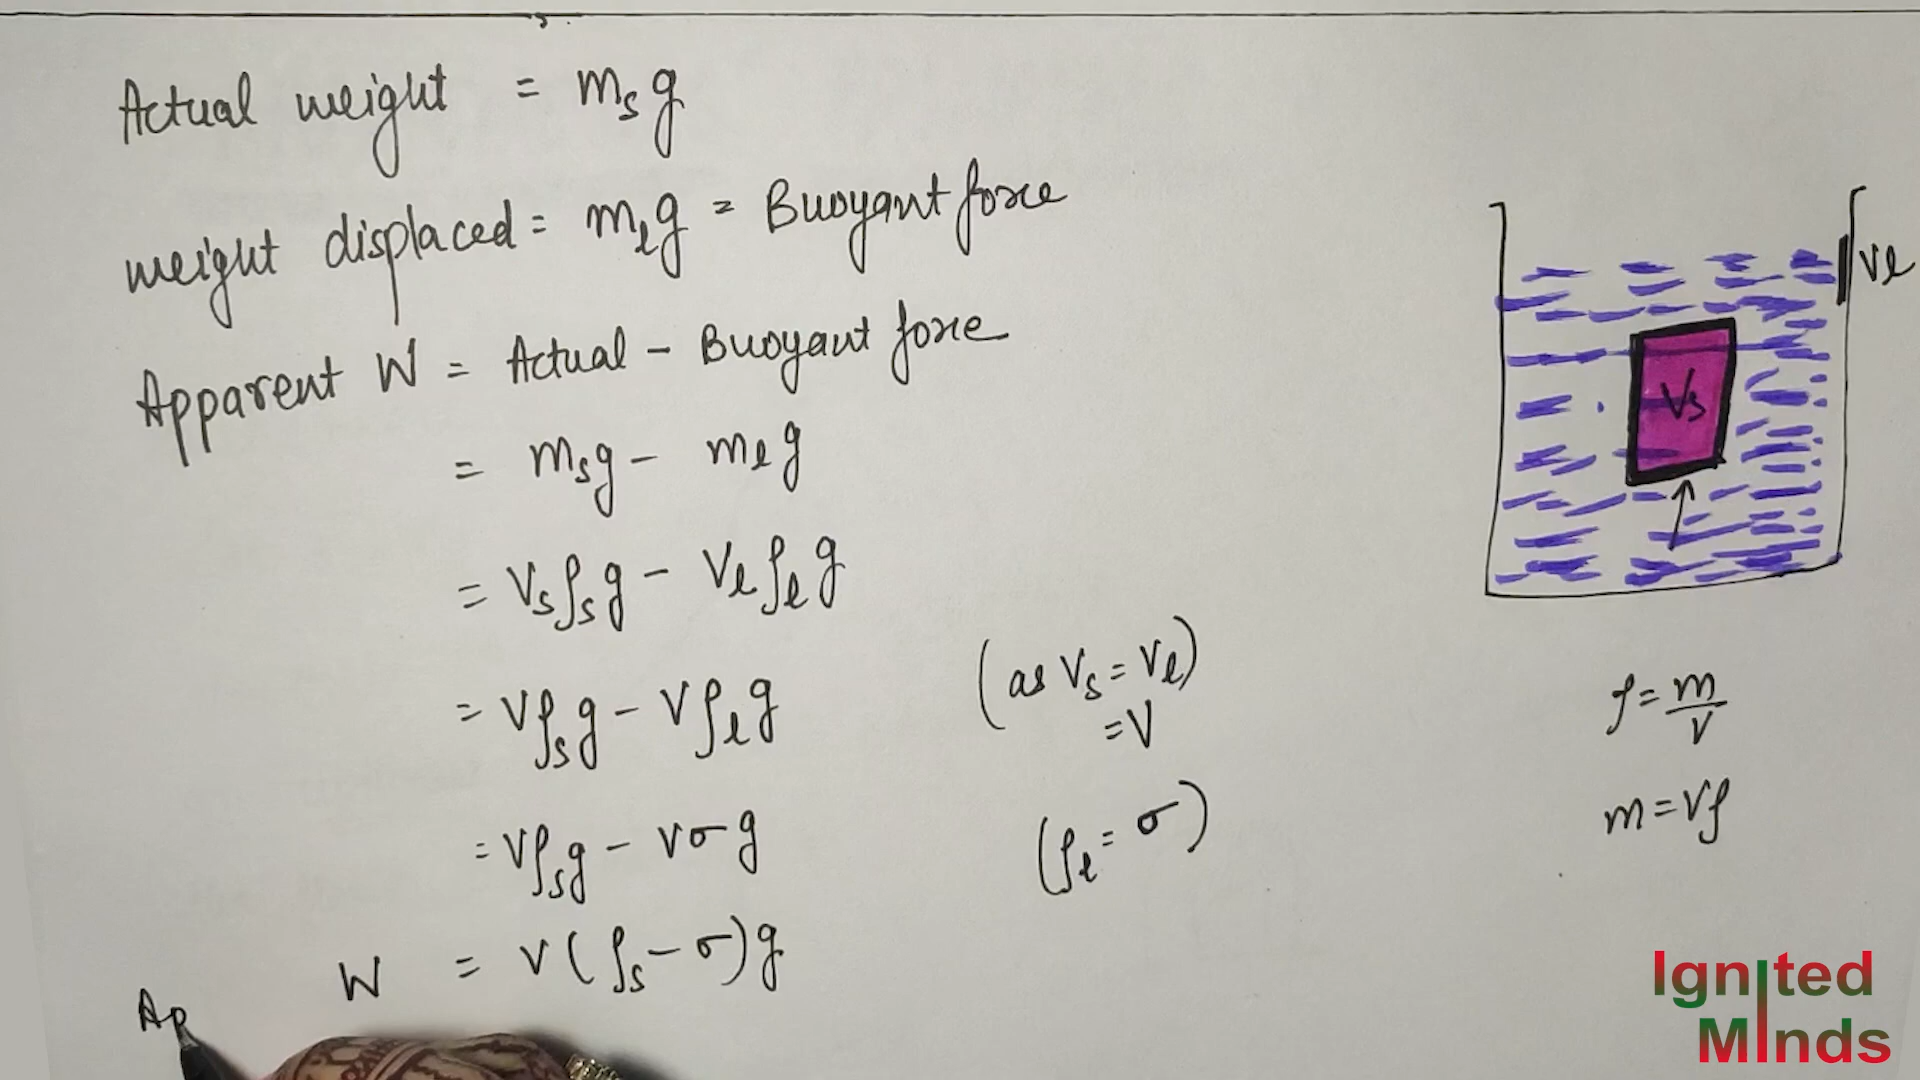 Actual weight = m_s g
weight displaced = m_l g = Buoyant force
Apparent W = Actual - Buoyant force
= m_s g - m_l g
= V_s ρ_s g - V_l ρ_l g
= V ρ_s g - V ρ_l g (as V_s = V_l)
= V
= V ρ_s g - V σ g (ρ_l = σ)
W = V (ρ_s - σ) g
Ap
V_l
V_s
ρ = m/V
m = Vρ
Ignited
Minds